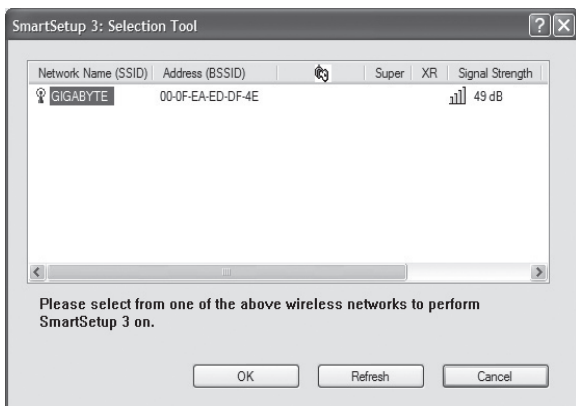 SmartSetup 3: Selection Tool
Network Name (SSID) Address (BSSID) Super XR Signal Strength
GIGABYTE 00-0F-EA-ED-DF-4E 49 dB
Please select from one of the above wireless networks to perform
SmartSetup 3 on.
OK Refresh Cancel